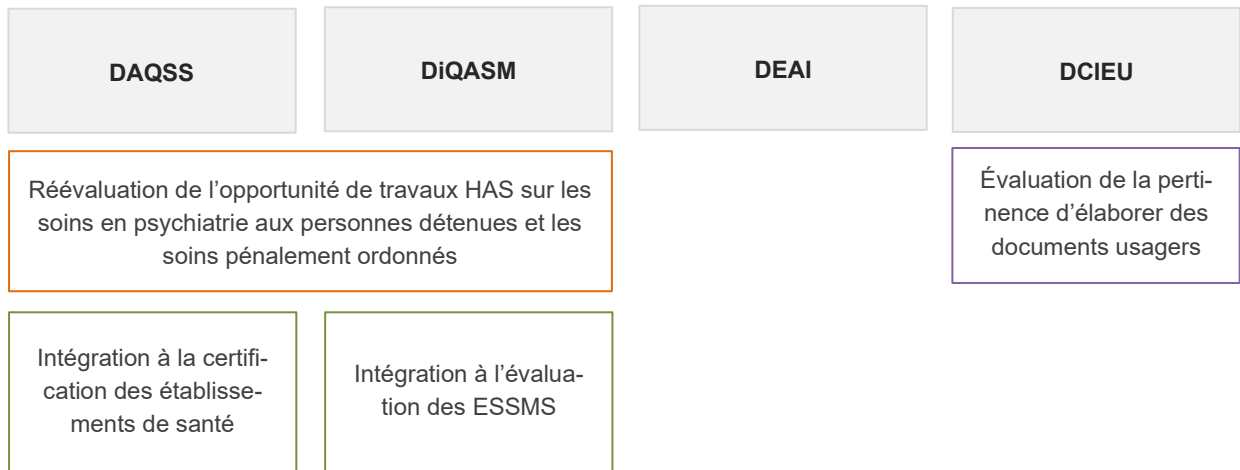 DAQSS
DiQASM
DEAI
DCIEU
Réévaluation de l’opportunité de travaux HAS sur les
soins en psychiatrie aux personnes détenues et les
soins pénalement ordonnés
Évaluation de la perti-
nence d’élaborer des
documents usagers
Intégration à la certifi-
cation des établisse-
ments de santé
Intégration à l’évalua-
tion des ESSMS